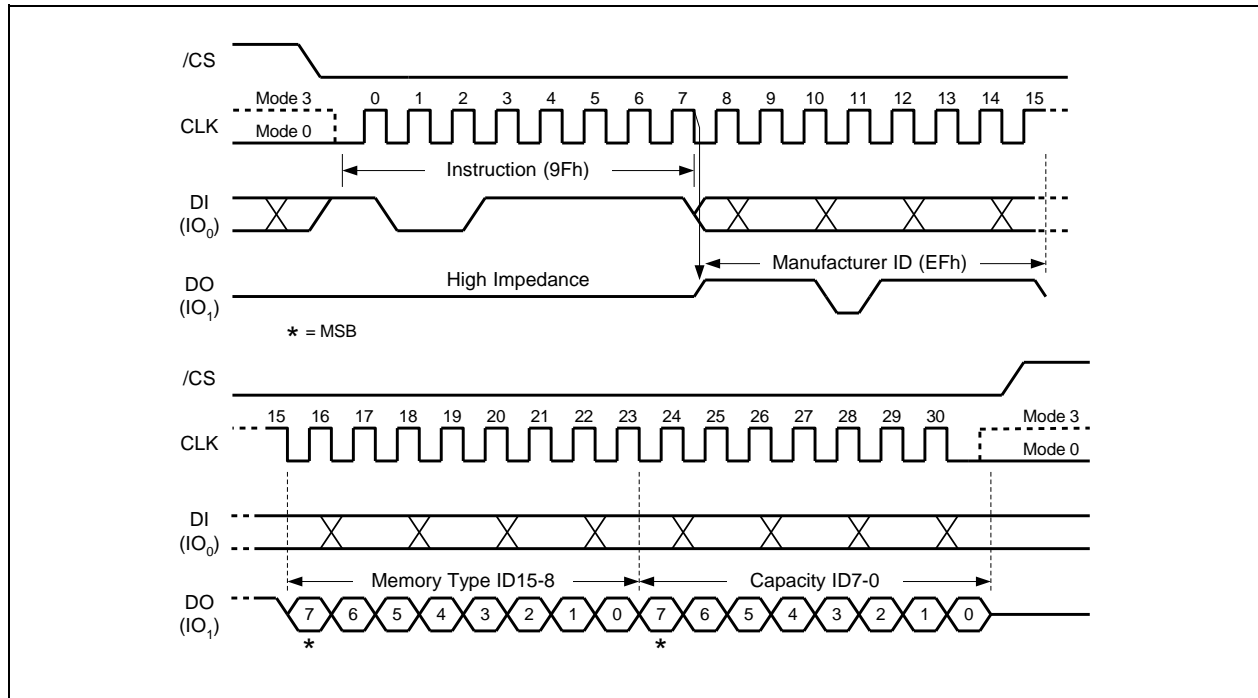 /CS
Mode 3 0 1 2 3 4 5 6 7 8 9 10 11 12 13 14 15
CLK
Mode 0
Instruction (9Fh)
DI
(IO0)
Manufacturer ID (EFh)
High Impedance
DO
(IO1)
* = MSB
/CS
15 16 17 18 19 20 21 22 23 24 25 26 27 28 29 30
Mode 3
CLK
Mode 0
DI
(IO0)
Memory Type ID15-8 Capacity ID7-0
DO
(IO1)
7 6 5 4 3 2 1 0 7 6 5 4 3 2 1 0
* *